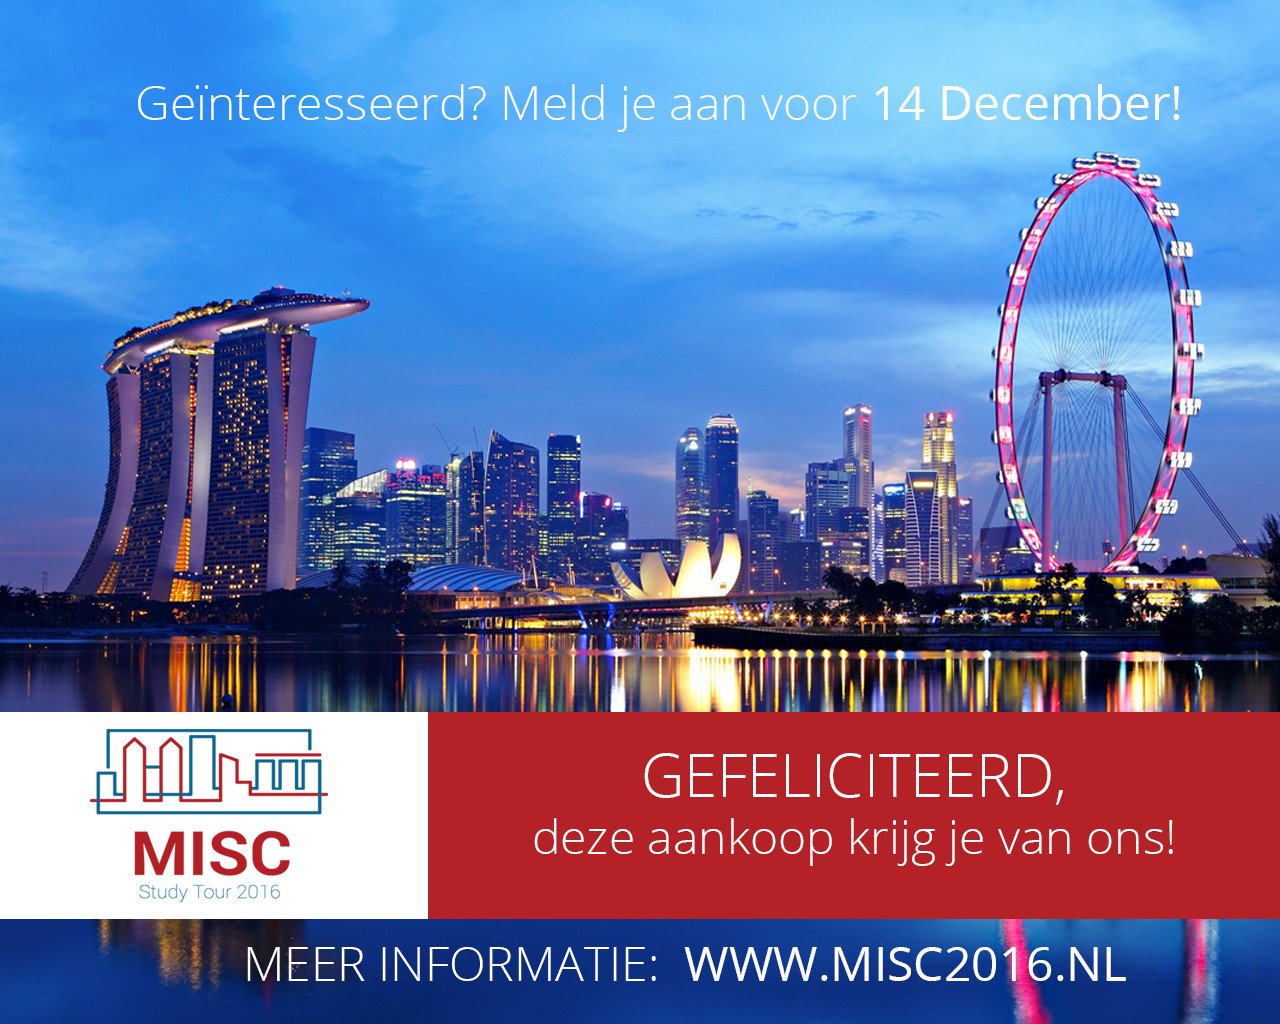 Geïnteresseerd? Meld je aan voor 14 December!
GEFELICITEERD,
deze aankoop krijg je van ons!
MISC
Study Tour 2016
MEER INFORMATIE: WWW.MISC2016.NL